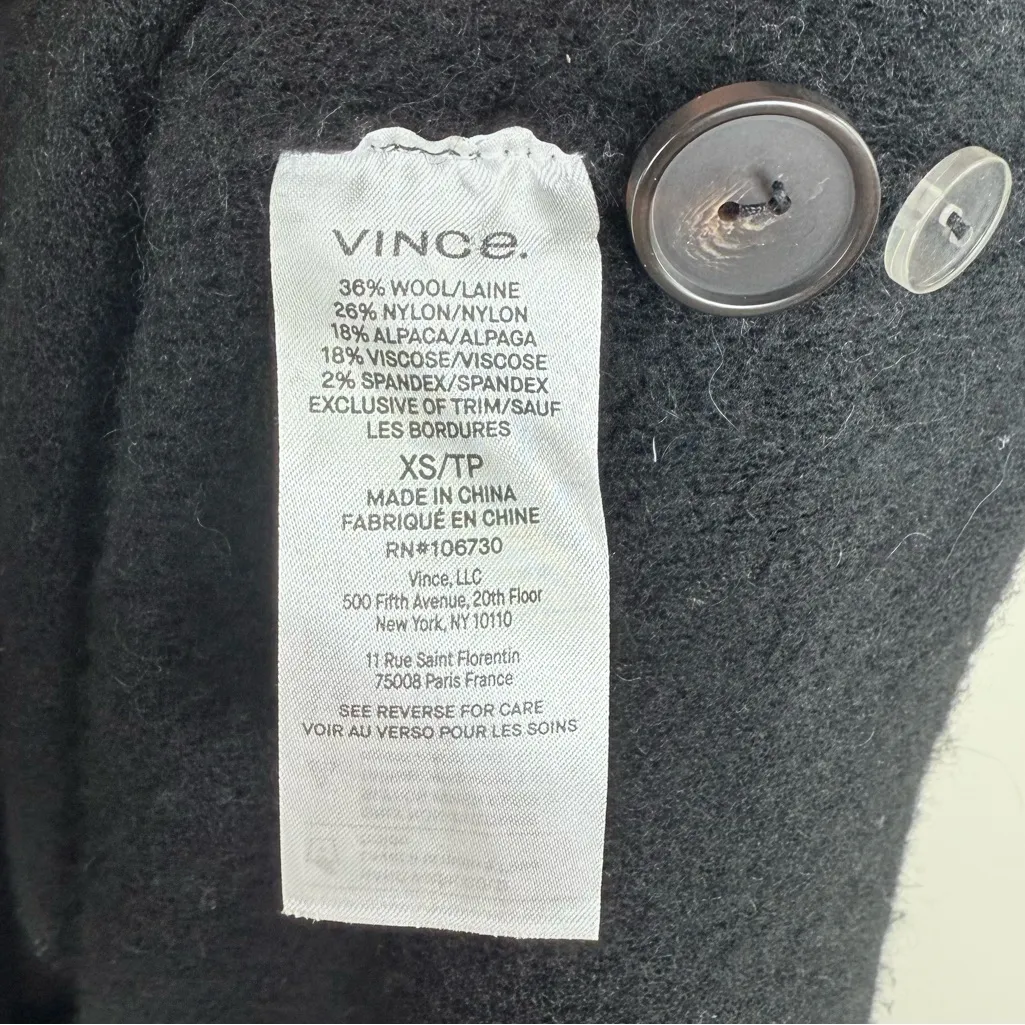 VINCe.
36% WOOL/LAINE
26% NYLON/NYLON
18% ALPACA/ALPAGA
18% VISCOSE/VISCOSE
2% SPANDEX/SPANDEX
EXCLUSIVE OF TRIM/SAUF
LES BORDURES
XS/TP
MADE IN CHINA
FABRIQUÉ EN CHINE
RN#106730
Vince, LLC
500 Fifth Avenue, 20th Floor
New York, NY 10110
11 Rue Saint Florentin
75008 Paris France
SEE REVERSE FOR CARE
VOIR AU VERSO POUR LES SOINS